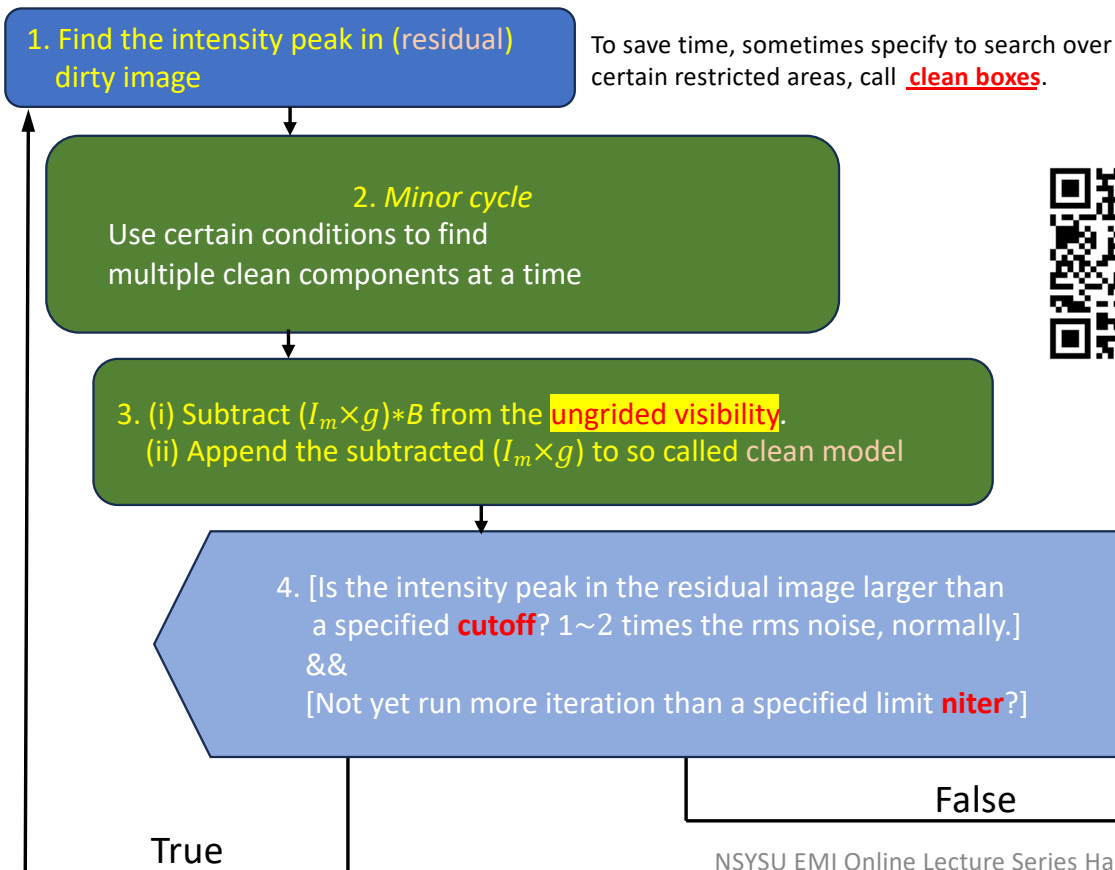 1. Find the intensity peak in (residual)
dirty image
To save time, sometimes specify to search over
certain restricted areas, call clean boxes.
2. Minor cycle
Use certain conditions to find
multiple clean components at a time
3. (i) Subtract (I_m×g)∗B from the ungrided visibility.
(ii) Append the subtracted (I_m×g) to so called clean model
4. [Is the intensity peak in the residual image larger than
a specified cutoff? 1~2 times the rms noise, normally.]
&&
[Not yet run more iteration than a specified limit niter?]
False
True
NSYSU EMI Online Lecture Series Ha